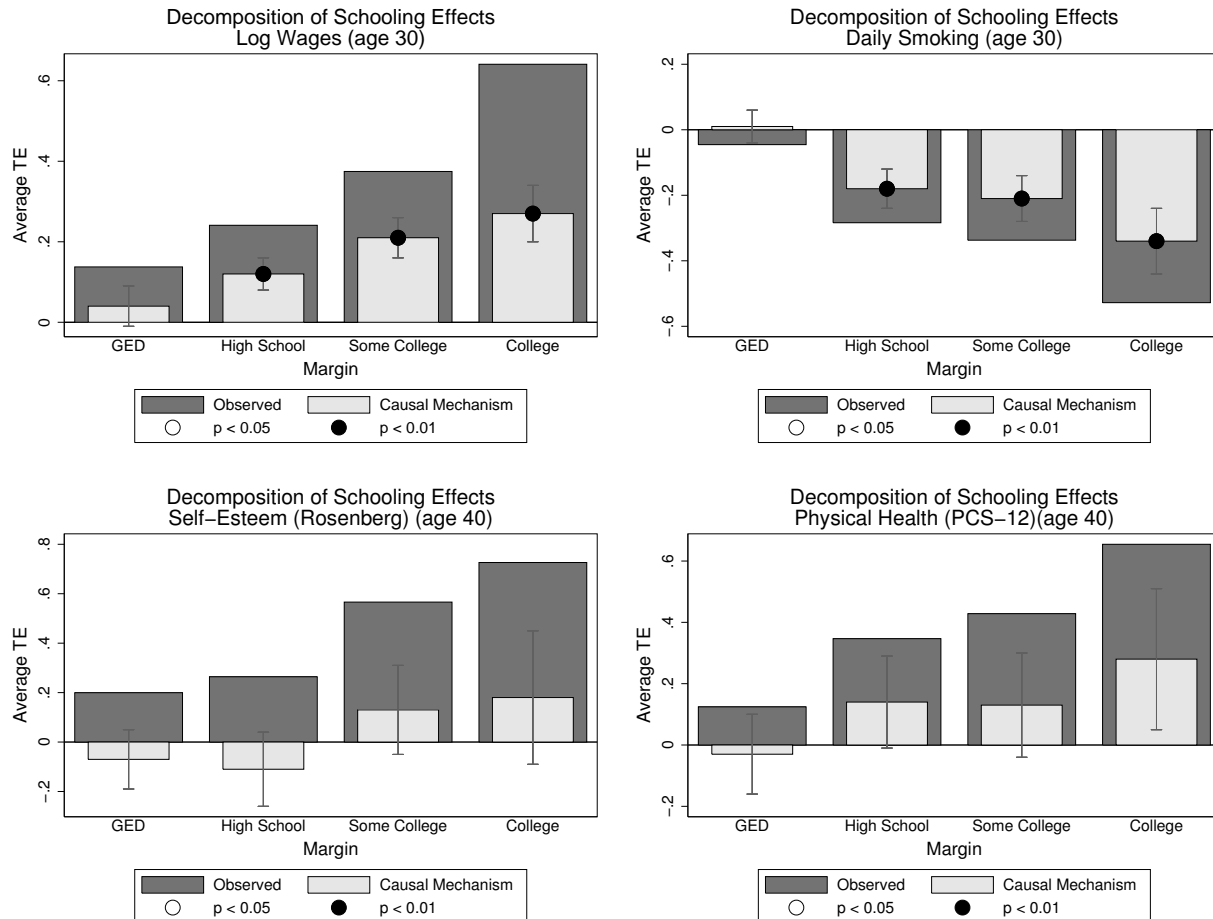 Decomposition of Schooling Effects
Log Wages (age 30)
Average TE
.6
.4
.2
0
GED High School Some College College
Margin
Observed Causal Mechanism
p < 0.05 p < 0.01
Decomposition of Schooling Effects
Daily Smoking (age 30)
Average TE
.2
0
−.2
−.4
−.6
GED High School Some College College
Margin
Observed Causal Mechanism
p < 0.05 p < 0.01
Decomposition of Schooling Effects
Self−Esteem (Rosenberg) (age 40)
Average TE
.8
.6
.4
.2
0
−.2
GED High School Some College College
Margin
Observed Causal Mechanism
p < 0.05 p < 0.01
Decomposition of Schooling Effects
Physical Health (PCS−12)(age 40)
Average TE
.6
.4
.2
0
−.2
GED High School Some College College
Margin
Observed Causal Mechanism
p < 0.05 p < 0.01